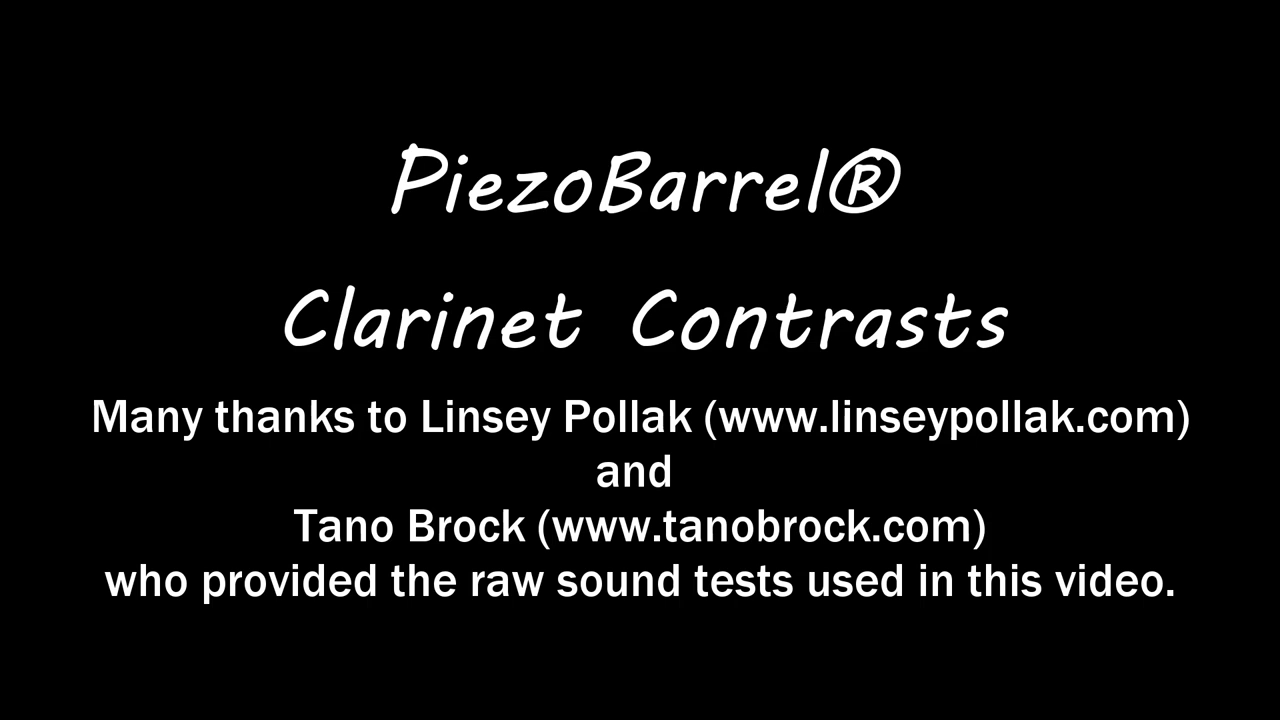 PiezoBarrel®
Clarinet Contrasts
Many thanks to Linsey Pollak (www.linseypollak.com)
and
Tano Brock (www.tanobrock.com)
who provided the raw sound tests used in this video.